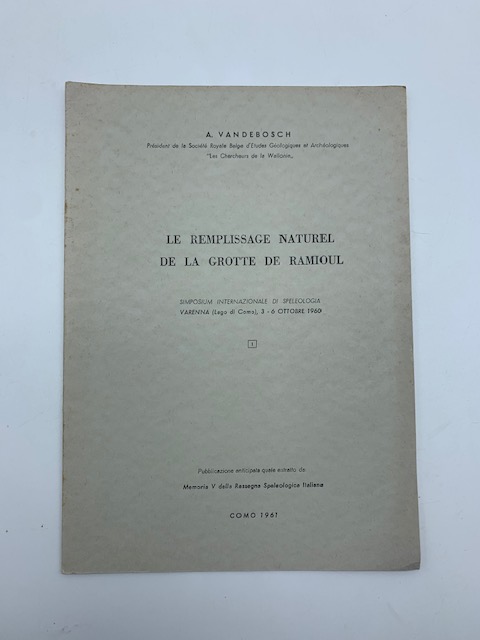 A. VANDEBOSCH
Président de la Société Royale Belge d'Etudes Géologiques et Archéologiques
"Les Chercheurs de la Wallonie„
LE REMPLISSAGE NATUREL
DE LA GROTTE DE RAMIOUL
SIMPOSIUM INTERNAZIONALE DI SPELEOLOGIA
VARENNA (Lago di Como), 3 - 6 OTTOBRE 1960
1
Pubblicazione anticipata quale estratto da
Memoria V della Rassegna Speleologica Italiana
COMO 1961